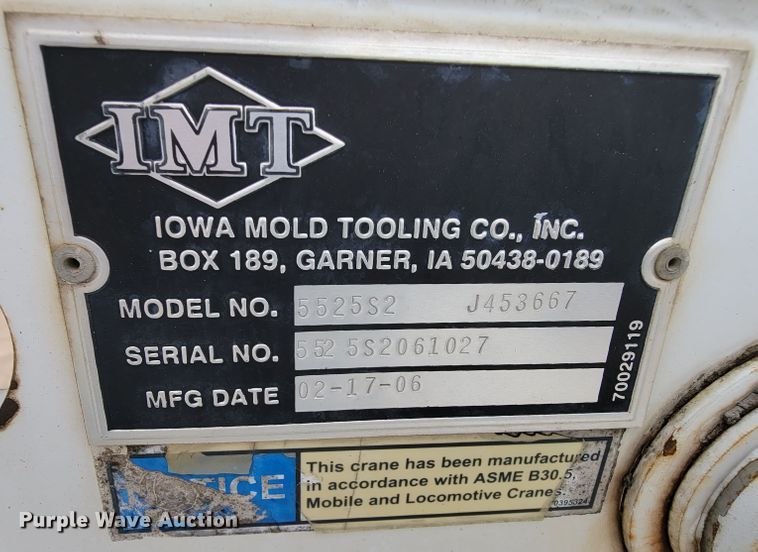 IMT
IOWA MOLD TOOLING CO., INC.
BOX 189, GARNER, IA 50438-0189
MODEL NO. 5525S2 J453667
SERIAL NO. 5525S2061027
MFG DATE 02-17-06
70029119
NOTICE
This crane has been manufactured
in accordance with ASME B30.5,
Mobile and Locomotive Cranes.
Purple Wave Auction